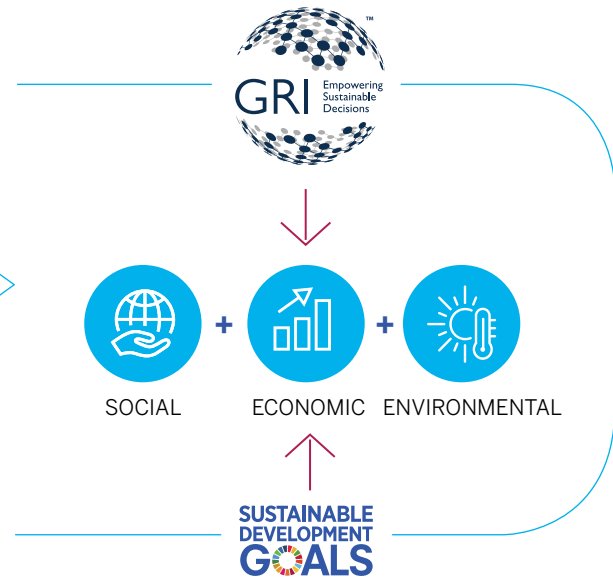 ™
GRI
Empowering
Sustainable
Decisions
SOCIAL + ECONOMIC + ENVIRONMENTAL
SUSTAINABLE
DEVELOPMENT
GOALS